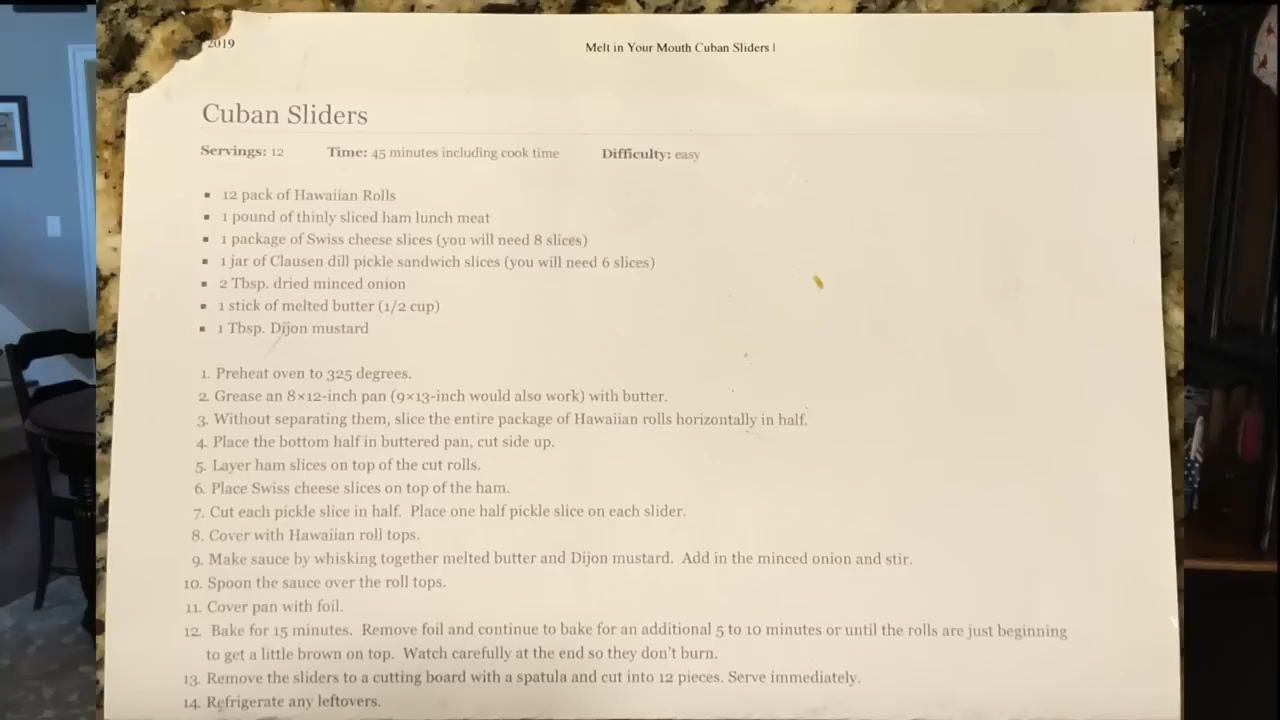 2019
Melt in Your Mouth Cuban Sliders |
Cuban Sliders
Servings: 12 Time: 45 minutes including cook time Difficulty: easy
▪ 12 pack of Hawaiian Rolls
▪ 1 pound of thinly sliced ham lunch meat
▪ 1 package of Swiss cheese slices (you will need 8 slices)
▪ 1 jar of Clausen dill pickle sandwich slices (you will need 6 slices)
▪ 2 Tbsp. dried minced onion
▪ 1 stick of melted butter (1/2 cup)
▪ 1 Tbsp. Dijon mustard
1. Preheat oven to 325 degrees.
2. Grease an 8×12-inch pan (9×13-inch would also work) with butter.
3. Without separating them, slice the entire package of Hawaiian rolls horizontally in half.
4. Place the bottom half in buttered pan, cut side up.
5. Layer ham slices on top of the cut rolls.
6. Place Swiss cheese slices on top of the ham.
7. Cut each pickle slice in half. Place one half pickle slice on each slider.
8. Cover with Hawaiian roll tops.
9. Make sauce by whisking together melted butter and Dijon mustard. Add in the minced onion and stir.
10. Spoon the sauce over the roll tops.
11. Cover pan with foil.
12. Bake for 15 minutes. Remove foil and continue to bake for an additional 5 to 10 minutes or until the rolls are just beginning
to get a little brown on top. Watch carefully at the end so they don't burn.
13. Remove the sliders to a cutting board with a spatula and cut into 12 pieces. Serve immediately.
14. Refrigerate any leftovers.